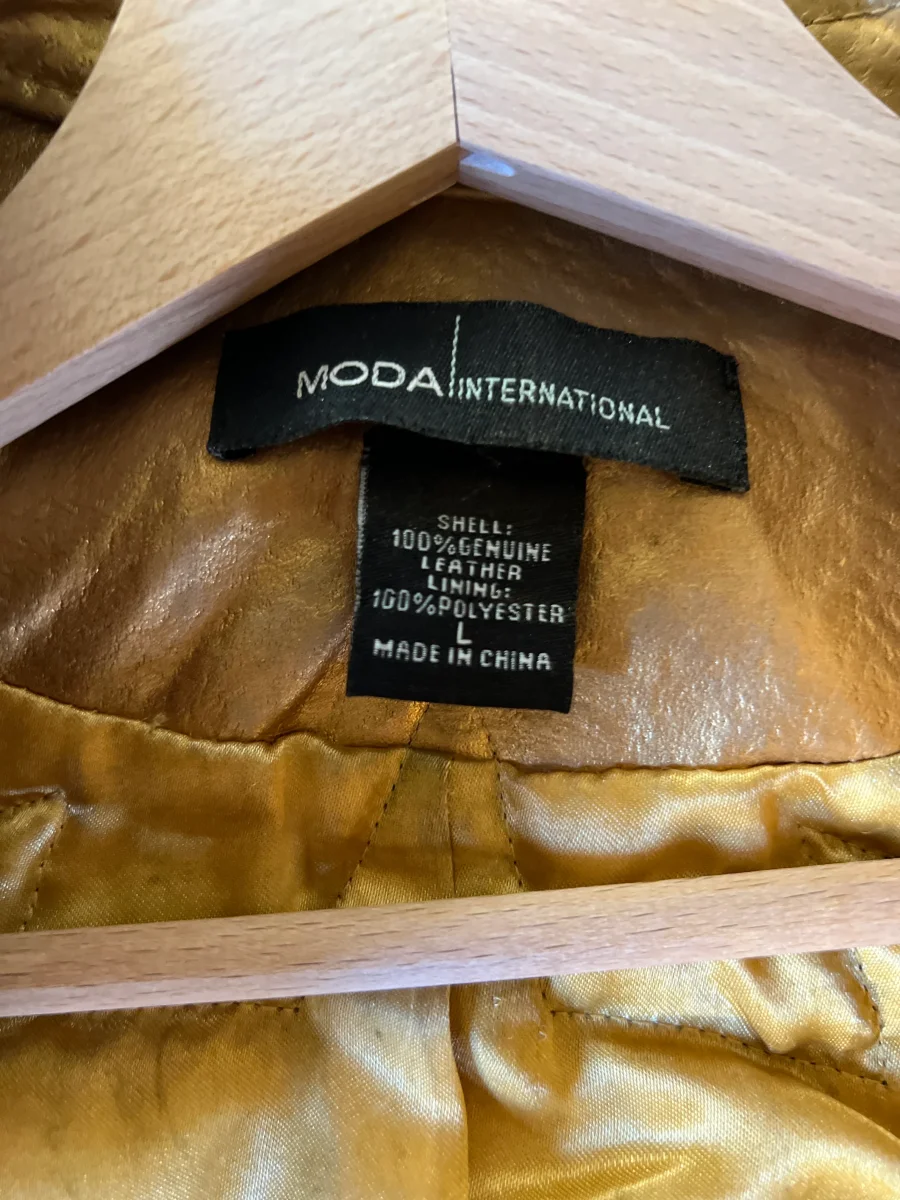 MODA INTERNATIONAL
SHELL:
100%GENUINE
LEATHER
LINING:
100%POLYESTER
L
MADE IN CHINA